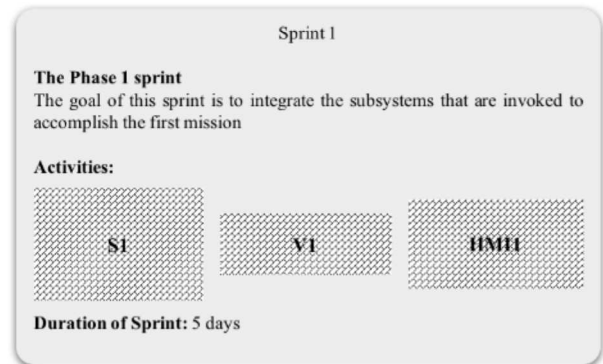 Sprint 1
The Phase 1 sprint
The goal of this sprint is to integrate the subsystems that are invoked to
accomplish the first mission
Activities:
S1 V1 HMI1
Duration of Sprint: 5 days